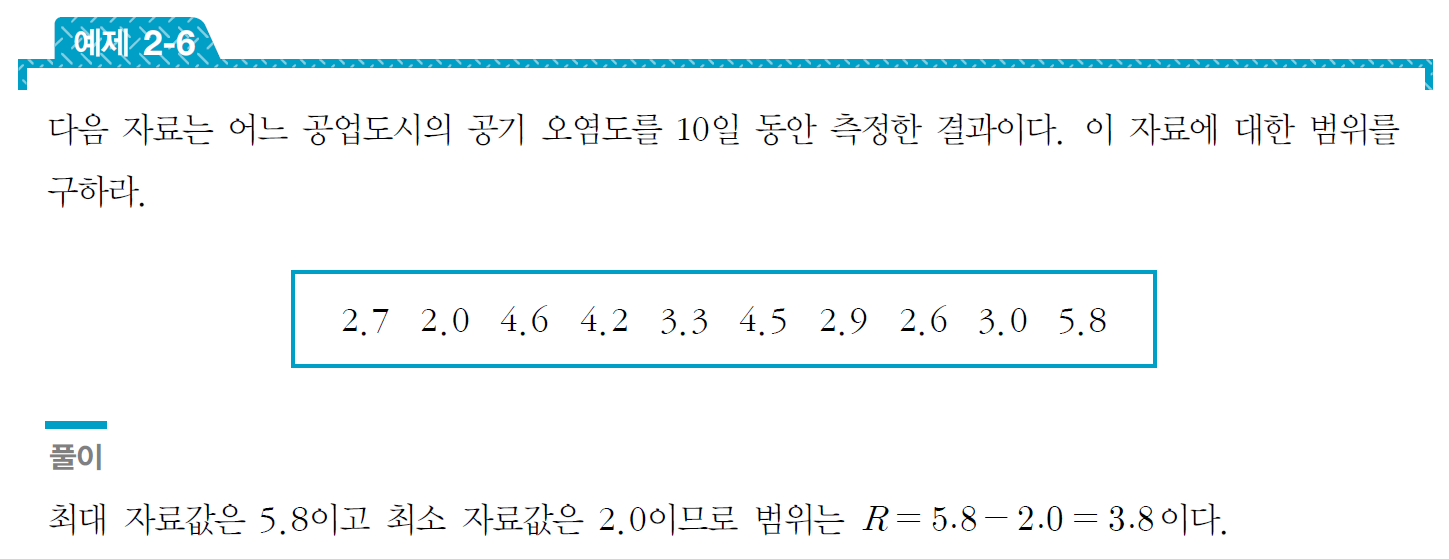 예제 2-6
다음 자료는 어느 공업도시의 공기 오염도를 10일 동안 측정한 결과이다. 이 자료에 대한 범위를
구하라.
2.7 2.0 4.6 4.2 3.3 4.5 2.9 2.6 3.0 5.8
풀이
최대 자료값은 5.8이고 최소 자료값은 2.0이므로 범위는 R = 5.8 - 2.0 = 3.8이다.